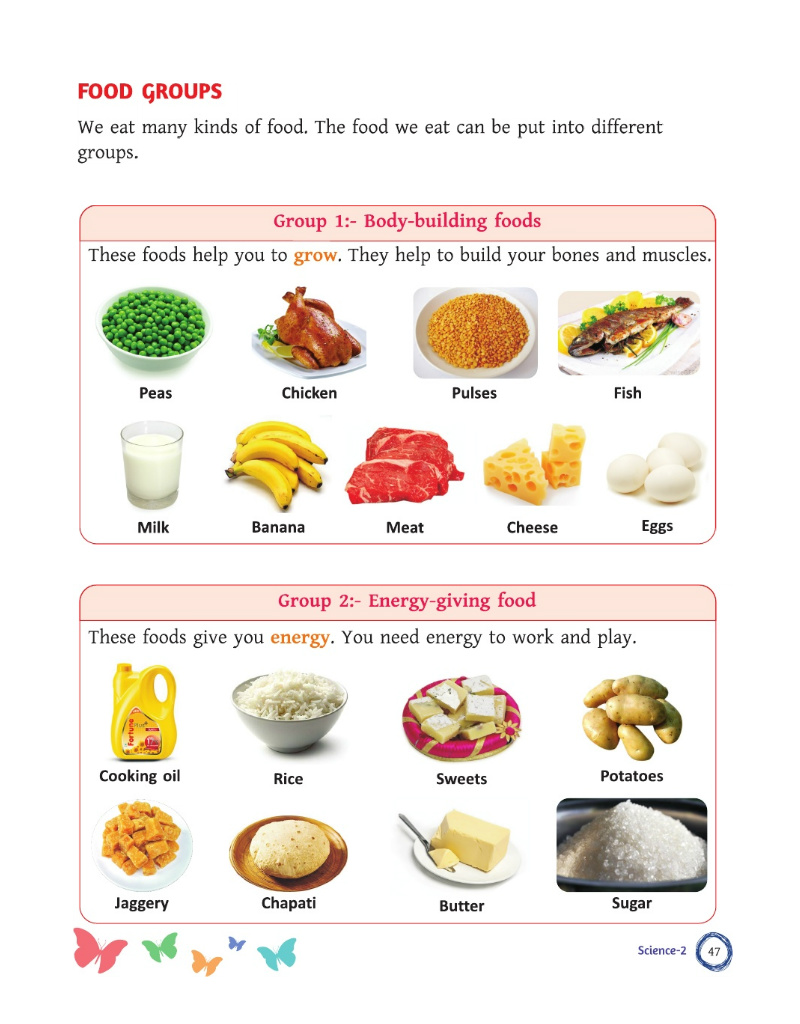 FOOD GROUPS
We eat many kinds of food. The food we eat can be put into different
groups.
Group 1:- Body-building foods
These foods help you to grow. They help to build your bones and muscles.
Peas Chicken Pulses Fish
Milk Banana Meat Cheese Eggs
Group 2:- Energy-giving food
These foods give you energy. You need energy to work and play.
Fortune
Cooking oil Rice Sweets Potatoes
Jaggery Chapati Butter Sugar
Science-2 47